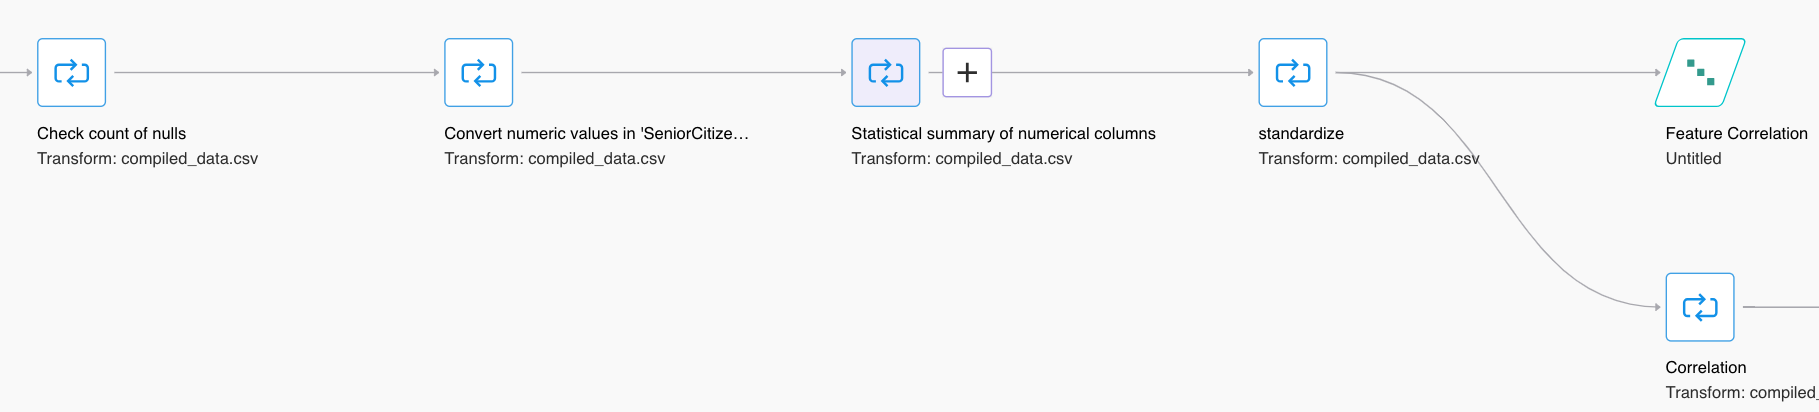 Check count of nulls
Transform: compiled_data.csv
Convert numeric values in 'SeniorCitize…
Transform: compiled_data.csv
Statistical summary of numerical columns
Transform: compiled_data.csv
standardize
Transform: compiled_data.csv
Feature Correlation
Untitled
Correlation
Transform: compiled_